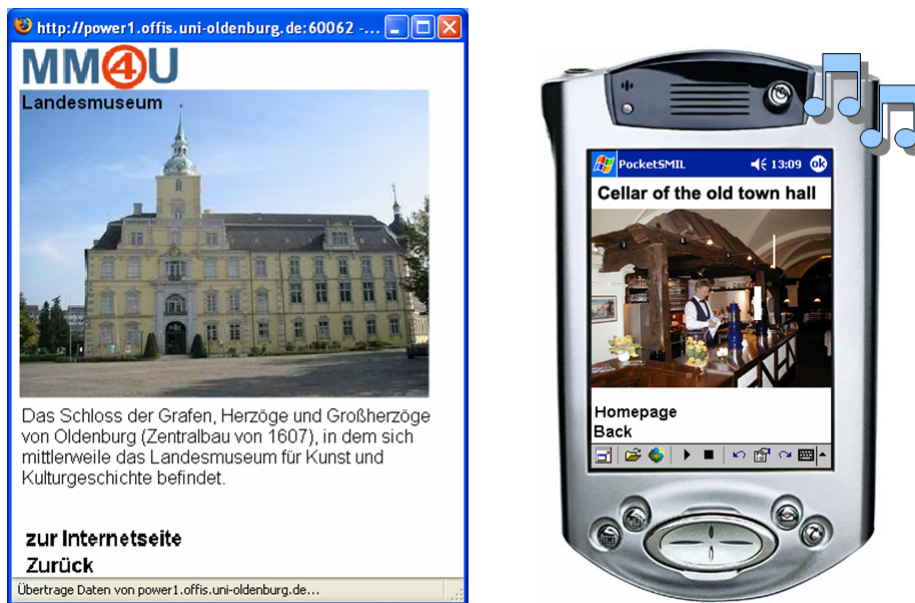 http://power1.offis.uni-oldenburg.de:60062 -...
MM4U
Landesmuseum
Das Schloss der Grafen, Herzöge und Großherzöge
von Oldenburg (Zentralbau von 1607), in dem sich
mittlerweile das Landesmuseum für Kunst und
Kulturgeschichte befindet.
zur Internetseite
Zurück
Übertrage Daten von power1.offis.uni-oldenburg.de...
PocketSMIL 13:09 ok
Cellar of the old town hall
Homepage
Back